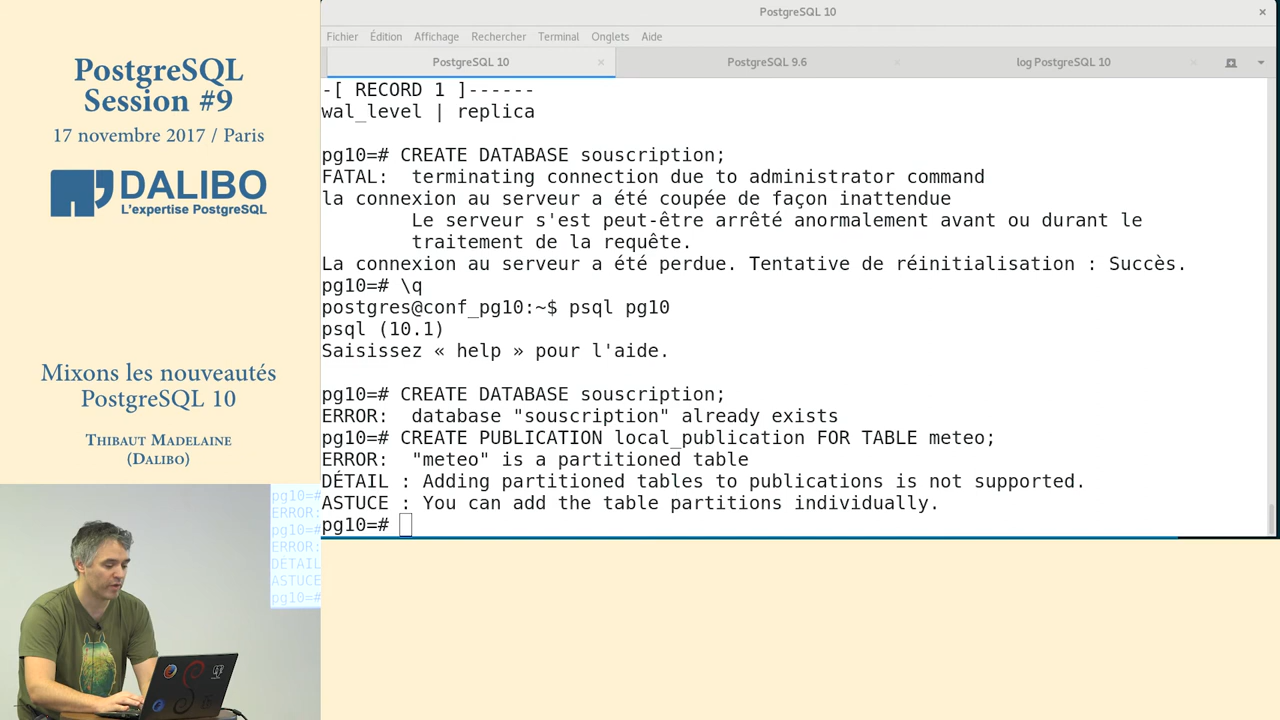 PostgreSQL
Session #9
17 novembre 2017 / Paris
DALIBO
L'expertise PostgreSQL
Mixons les nouveautés
PostgreSQL 10
Thibaut Madelaine
(Dalibo)
PostgreSQL 10
Fichier Édition Affichage Rechercher Terminal Onglets Aide
PostgreSQL 10 PostgreSQL 9.6 log PostgreSQL 10
-[ RECORD 1 ]------
wal_level | replica
pg10=# CREATE DATABASE souscription;
FATAL:  terminating connection due to administrator command
la connexion au serveur a été coupée de façon inattendue
        Le serveur s'est peut-être arrêté anormalement avant ou durant le
        traitement de la requête.
La connexion au serveur a été perdue. Tentative de réinitialisation : Succès.
pg10=# \q
postgres@conf_pg10:~$ psql pg10
psql (10.1)
Saisissez « help » pour l'aide.
pg10=# CREATE DATABASE souscription;
ERROR:  database "souscription" already exists
pg10=# CREATE PUBLICATION local_publication FOR TABLE meteo;
ERROR:  "meteo" is a partitioned table
DÉTAIL : Adding partitioned tables to publications is not supported.
ASTUCE : You can add the table partitions individually.
pg10=#
pg10=#
ERROR:
pg10=#
ERROR:
DÉTAIL
ASTUCE
pg10=#